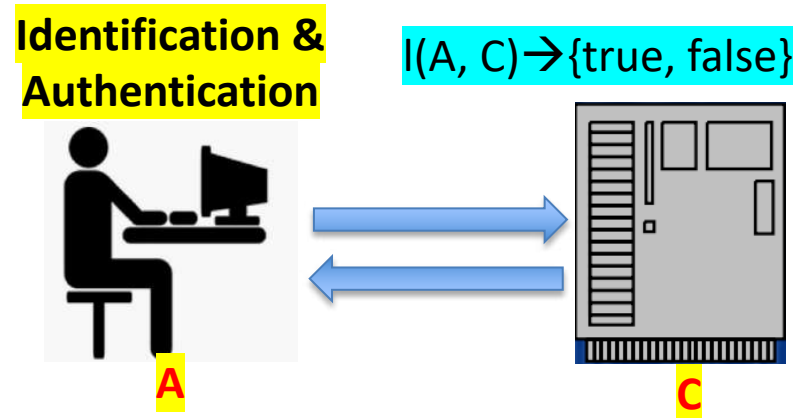 Identification &
Authentication
I(A, C)→{true, false}
A
C